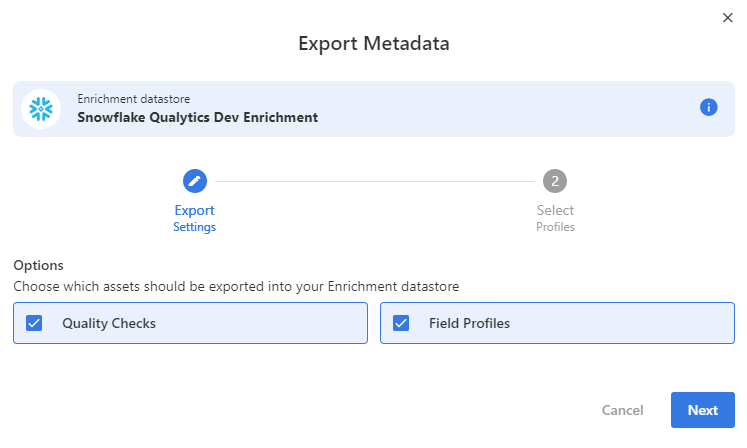 Export Metadata
Enrichment datastore
Snowflake Qualytics Dev Enrichment
2
Export
Settings
Select
Profiles
Options
Choose which assets should be exported into your Enrichment datastore
Quality Checks
Field Profiles
Cancel
Next